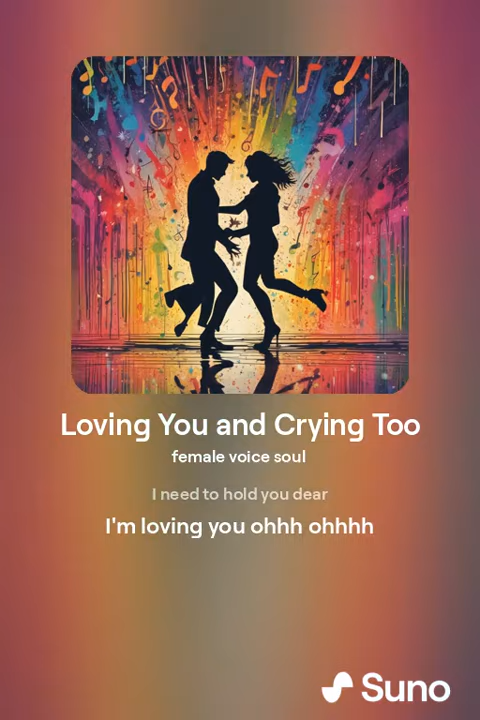 Loving You and Crying Too
female voice soul
I need to hold you dear
I'm loving you ohhh ohhhh
Suno